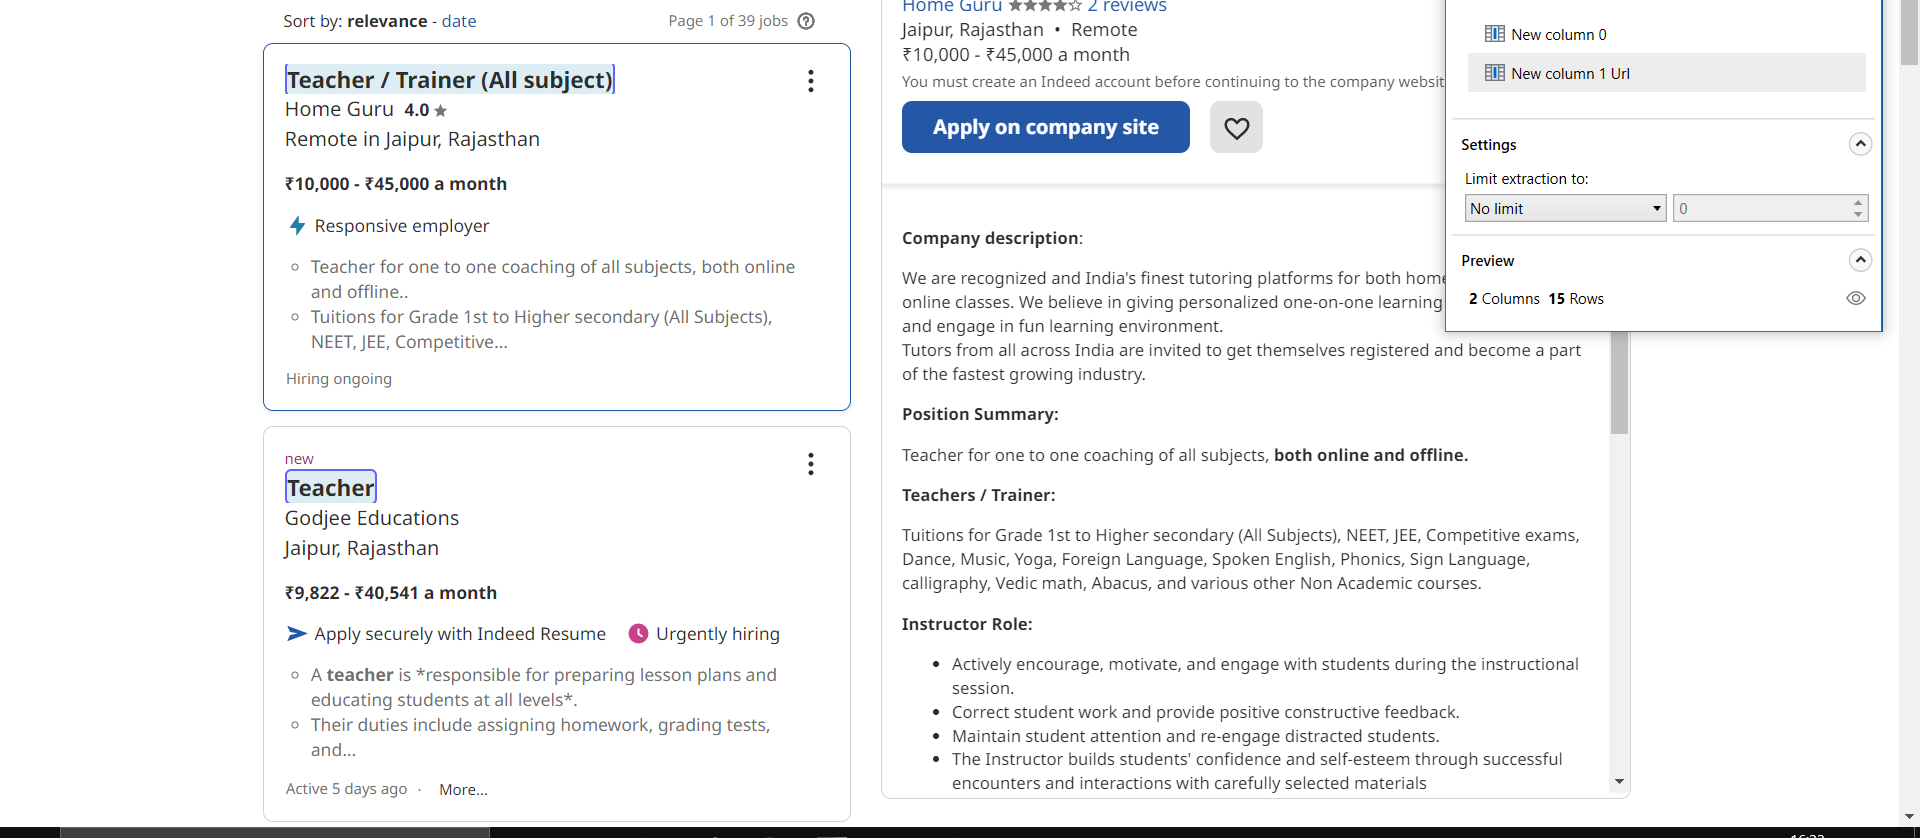 Sort by: relevance - date
Page 1 of 39 jobs
Teacher / Trainer (All subject)
Home Guru 4.0
Remote in Jaipur, Rajasthan
₹10,000 - ₹45,000 a month
Responsive employer
Teacher for one to one coaching of all subjects, both online
and offline..
Tuitions for Grade 1st to Higher secondary (All Subjects),
NEET, JEE, Competitive...
Hiring ongoing
new
Teacher
Godjee Educations
Jaipur, Rajasthan
₹9,822 - ₹40,541 a month
Apply securely with Indeed Resume
Urgently hiring
A teacher is *responsible for preparing lesson plans and
educating students at all levels*.
Their duties include assigning homework, grading tests,
and...
Active 5 days ago · More...
Home Guru 2 reviews
Jaipur, Rajasthan • Remote
₹10,000 - ₹45,000 a month
You must create an Indeed account before continuing to the company websit
Apply on company site
Company description:
We are recognized and India's finest tutoring platforms for both home
online classes. We believe in giving personalized one-on-one learning
and engage in fun learning environment.
Tutors from all across India are invited to get themselves registered and become a part
of the fastest growing industry.
Position Summary:
Teacher for one to one coaching of all subjects, both online and offline.
Teachers / Trainer:
Tuitions for Grade 1st to Higher secondary (All Subjects), NEET, JEE, Competitive exams,
Dance, Music, Yoga, Foreign Language, Spoken English, Phonics, Sign Language,
calligraphy, Vedic math, Abacus, and various other Non Academic courses.
Instructor Role:
Actively encourage, motivate, and engage with students during the instructional
session.
Correct student work and provide positive constructive feedback.
Maintain student attention and re-engage distracted students.
The Instructor builds students' confidence and self-esteem through successful
encounters and interactions with carefully selected materials
New column 0
New column 1 Url
Settings
Limit extraction to:
No limit
0
Preview
2 Columns 15 Rows